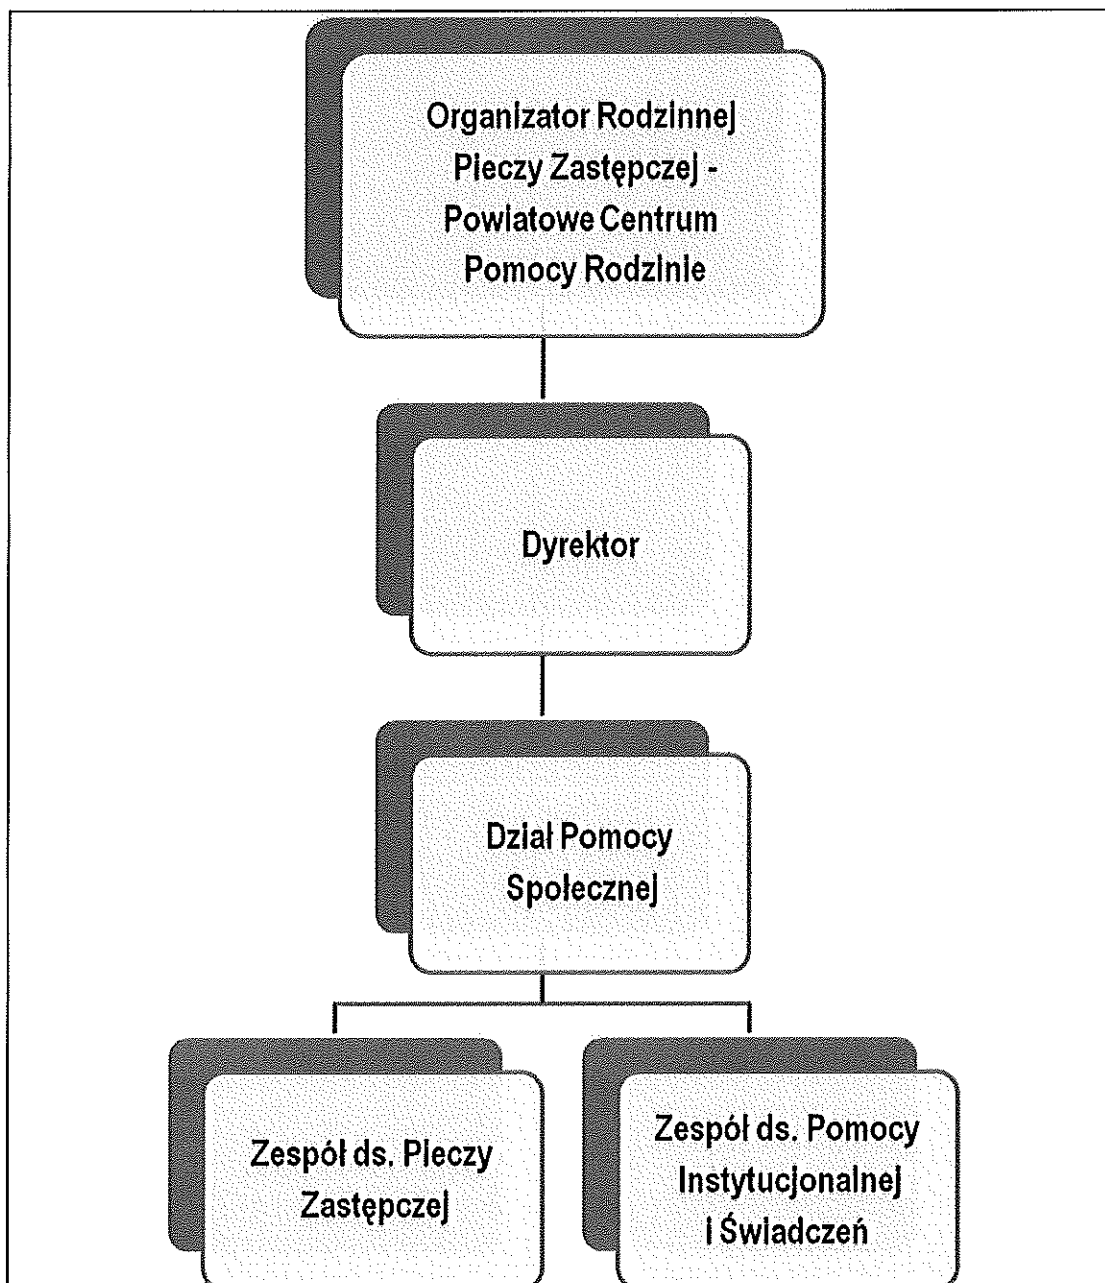 Organizator Rodzinnej
Pieczy Zastępczej -
Powiatowe Centrum
Pomocy Rodzinie
Dyrektor
Dział Pomocy
Społecznej
Zespół ds. Pieczy
Zastępczej
Zespół ds. Pomocy
Instytucjonalnej
i Świadczeń